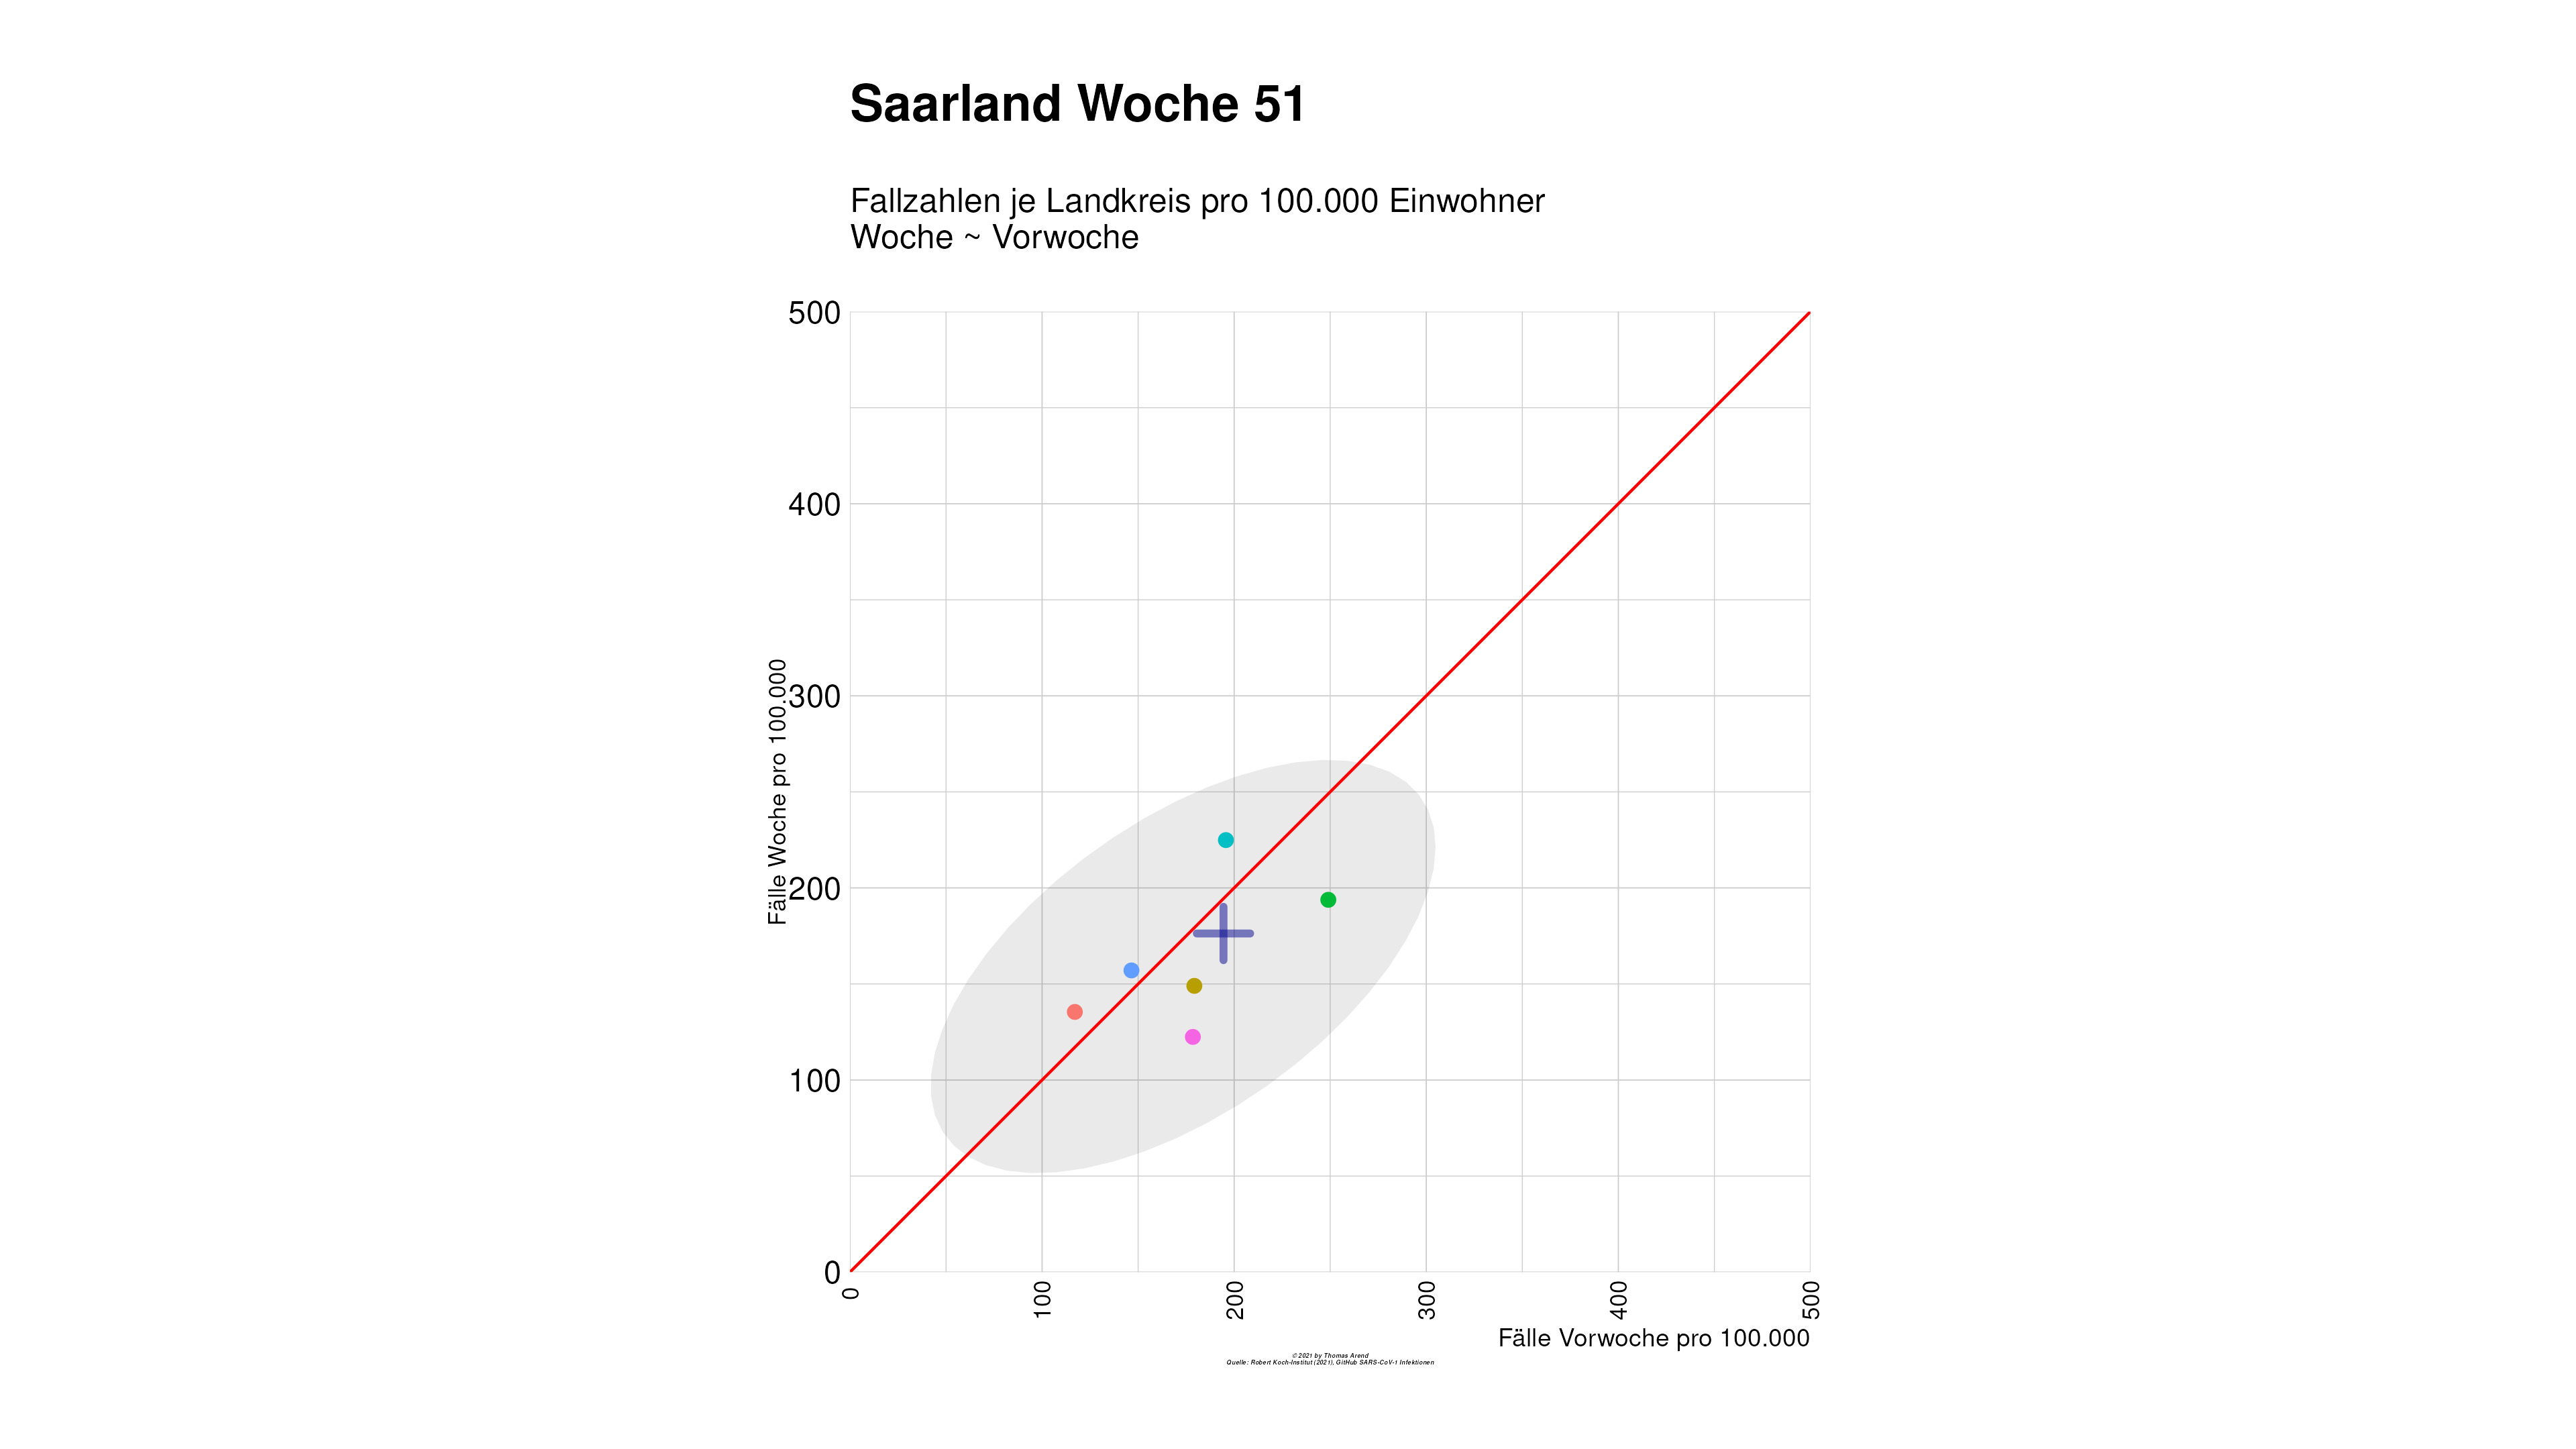 Saarland Woche 51
Fallzahlen je Landkreis pro 100.000 Einwohner
Woche ~ Vorwoche
Fälle Woche pro 100.000
500
400
300
200
100
0
0
100
200
300
400
500
Fälle Vorwoche pro 100.000
© 2021 by Thomas Arend
Quelle: Robert Koch-Institut (2021), GitHub SARS-CoV-1 Infektionen